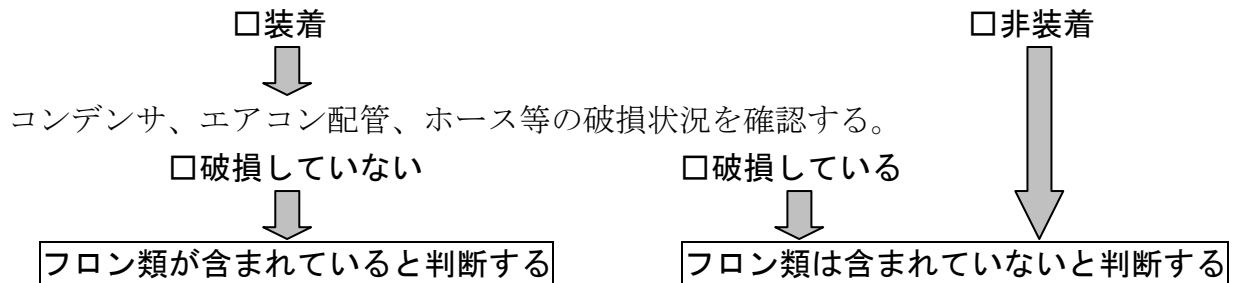 □装着 □非装着
コンデンサ、エアコン配管、ホース等の破損状況を確認する。
□破損していない □破損している
フロン類が含まれていると判断する フロン類は含まれていないと判断する